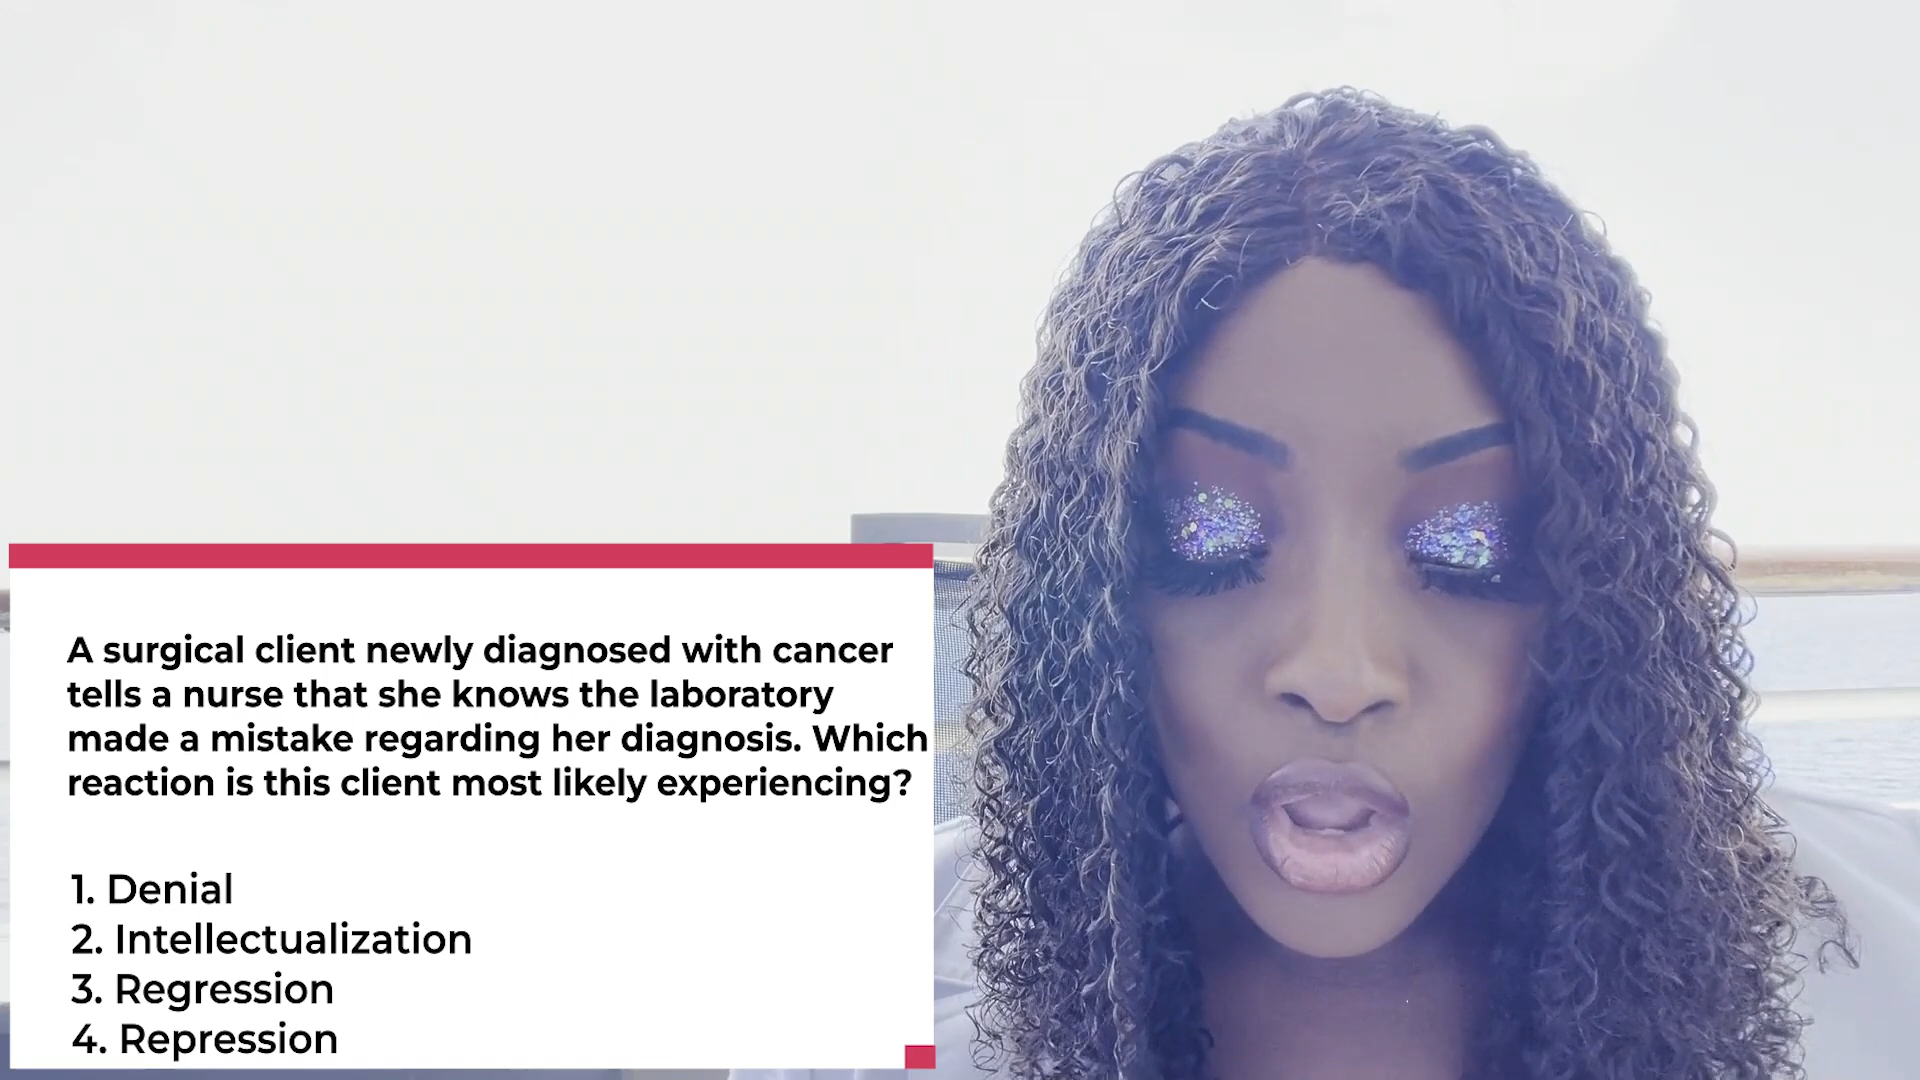 A surgical client newly diagnosed with cancer
tells a nurse that she knows the laboratory
made a mistake regarding her diagnosis. Which
reaction is this client most likely experiencing?
1. Denial
2. Intellectualization
3. Regression
4. Repression